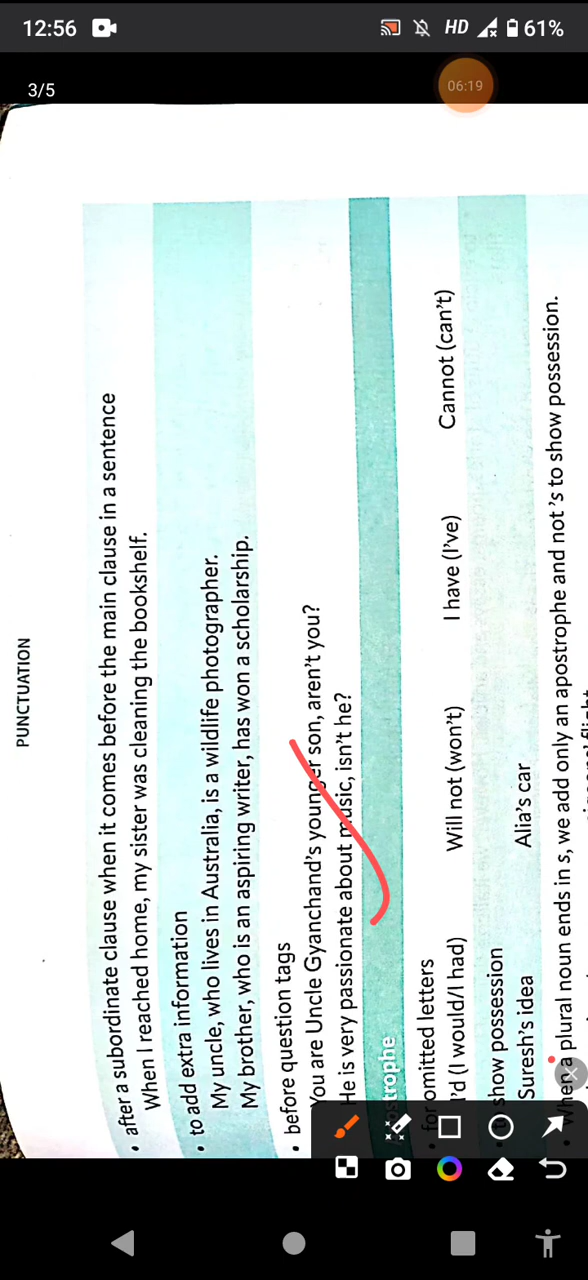 12:56
HD
61%
3/5
06:19
PUNCTUATION
• after a subordinate clause when it comes before the main clause in a sentence
When I reached home, my sister was cleaning the bookshelf.
• to add extra information
My uncle, who lives in Australia, is a wildlife photographer.
My brother, who is an aspiring writer, has won a scholarship.
• before question tags
You are Uncle Gyanchand's younger son, aren't you?
He is very passionate about music, isn't he?
strophe
for omitted letters
I'd (I would/I had) Will not (won't) I have (I've) Cannot (can't)
show possession
Suresh's idea Alia's car
• When a plural noun ends in s, we add only an apostrophe and not 's to show possession.